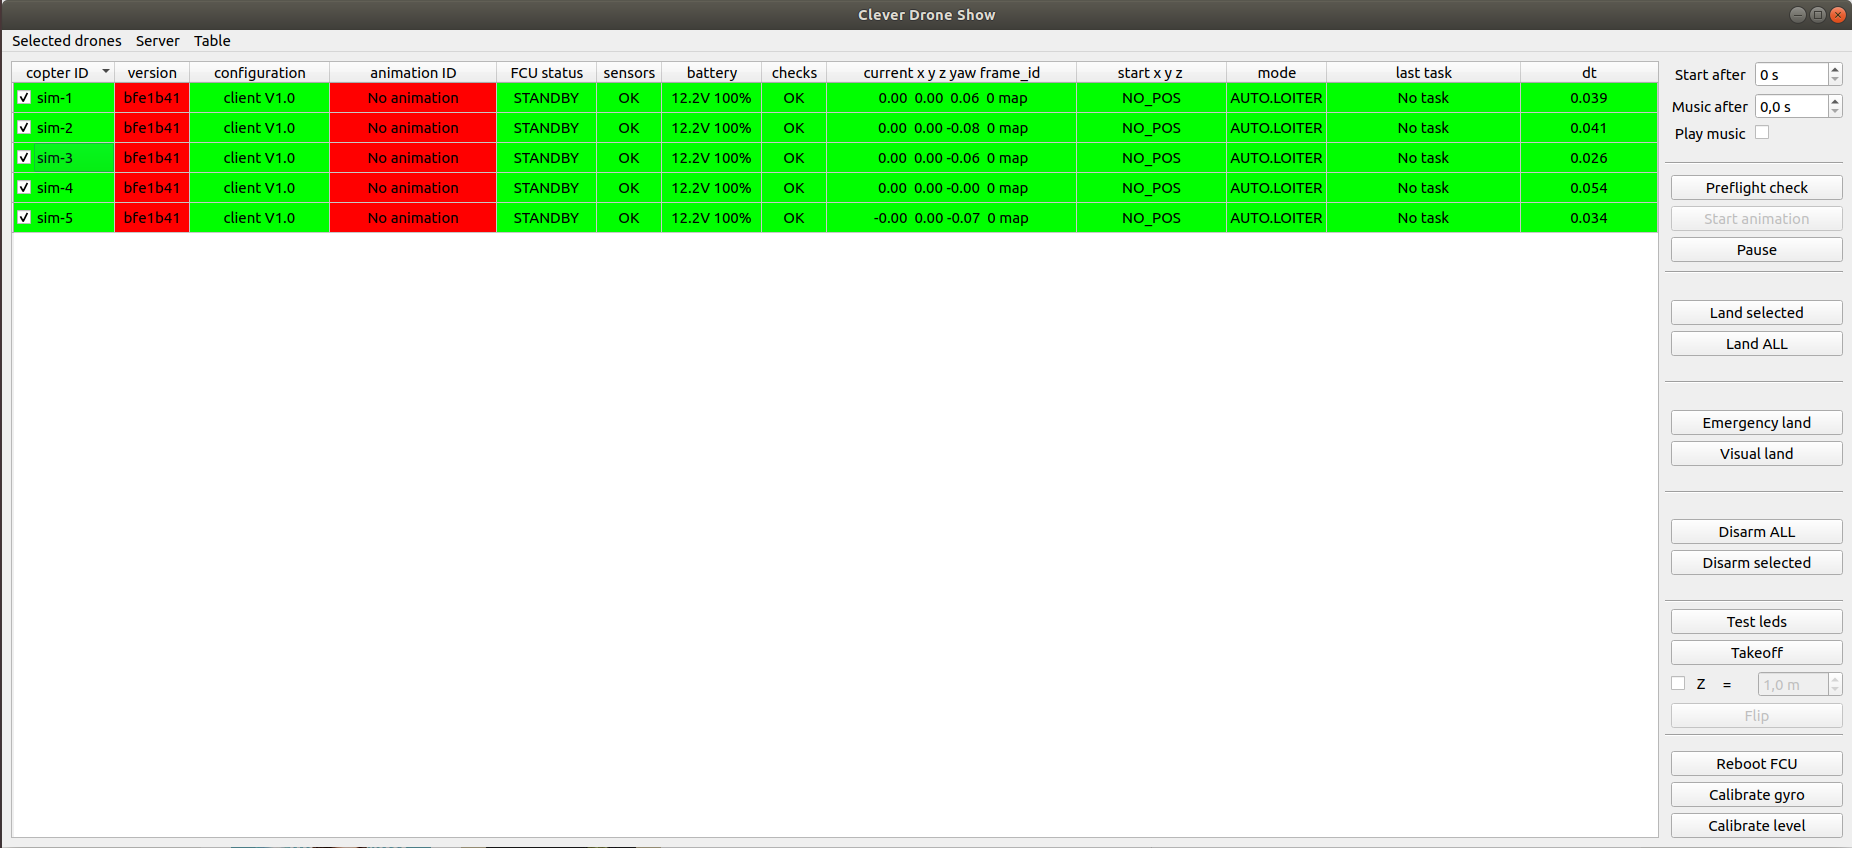 Clever Drone Show
Selected drones Server Table
copter ID version configuration animation ID FCU status sensors battery checks current x y z yaw frame_id start x y z mode last task dt
sim-1 bfe1b41 client V1.0 No animation STANDBY OK 12.2V 100% OK 0.00 0.00 0.06 0 map NO_POS AUTO.LOITER No task 0.039
sim-2 bfe1b41 client V1.0 No animation STANDBY OK 12.2V 100% OK 0.00 0.00 -0.08 0 map NO_POS AUTO.LOITER No task 0.041
sim-3 bfe1b41 client V1.0 No animation STANDBY OK 12.2V 100% OK 0.00 0.00 -0.06 0 map NO_POS AUTO.LOITER No task 0.026
sim-4 bfe1b41 client V1.0 No animation STANDBY OK 12.2V 100% OK 0.00 0.00 -0.00 0 map NO_POS AUTO.LOITER No task 0.054
sim-5 bfe1b41 client V1.0 No animation STANDBY OK 12.2V 100% OK -0.00 0.00 -0.07 0 map NO_POS AUTO.LOITER No task 0.034
Start after 0 s
Music after 0,0 s
Play music
Preflight check
Start animation
Pause
Land selected
Land ALL
Emergency land
Visual land
Disarm ALL
Disarm selected
Test leds
Takeoff
Z = 1,0 m
Flip
Reboot FCU
Calibrate gyro
Calibrate level